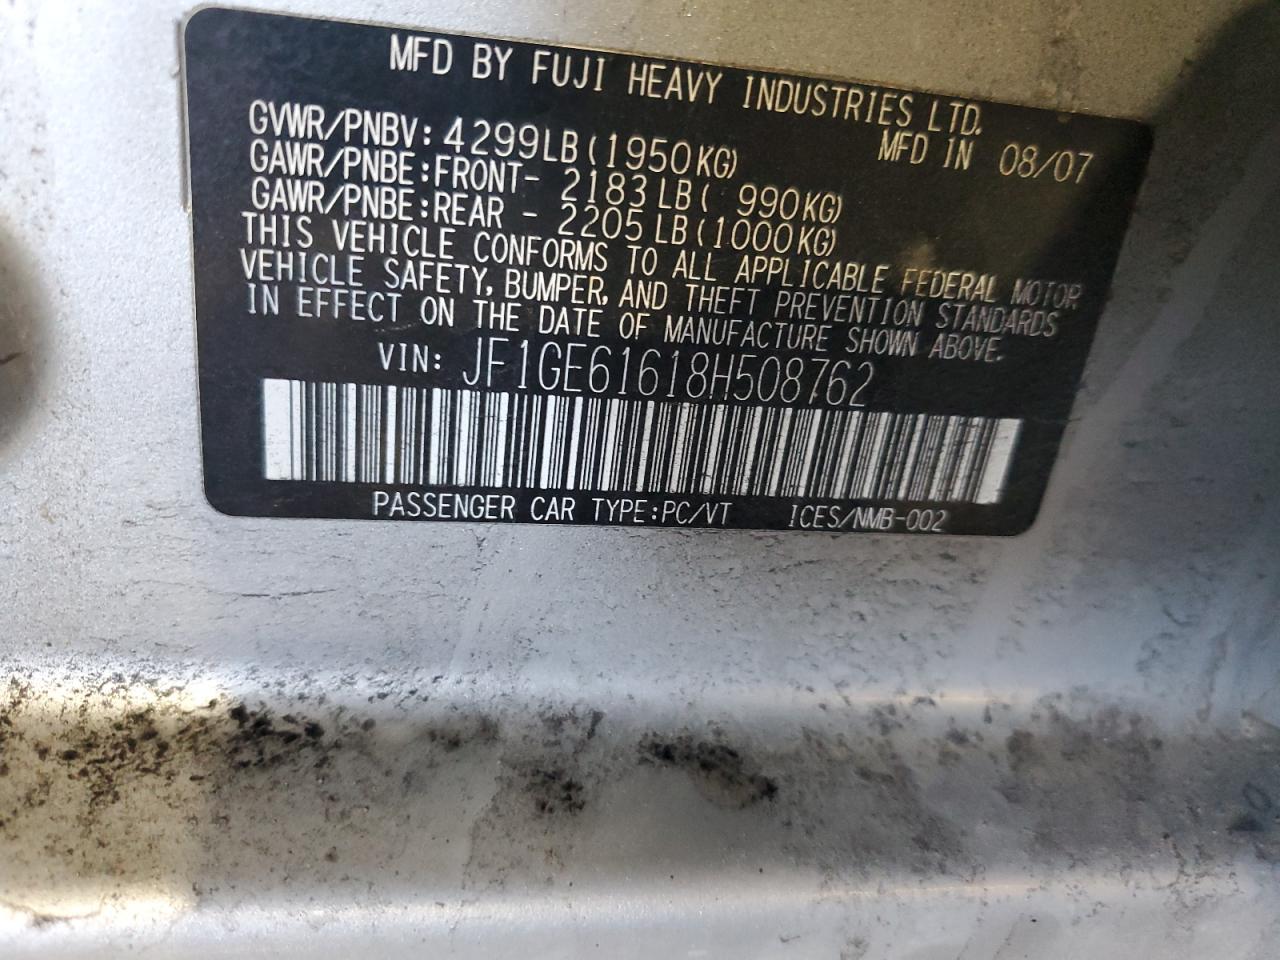 MFD BY FUJI HEAVY INDUSTRIES LTD.
MFD IN 08/07
GVWR/PNBV: 4299LB(1950KG)
GAWR/PNBE:FRONT- 2183LB( 990KG)
GAWR/PNBE:REAR - 2205LB(1000KG)
THIS VEHICLE CONFORMS TO ALL APPLICABLE FEDERAL MOTOR
VEHICLE SAFETY, BUMPER, AND THEFT PREVENTION STANDARDS
IN EFFECT ON THE DATE OF MANUFACTURE SHOWN ABOVE.
VIN: JF1GE61618H508762
PASSENGER CAR TYPE:PC/VT ICES/NMB-002